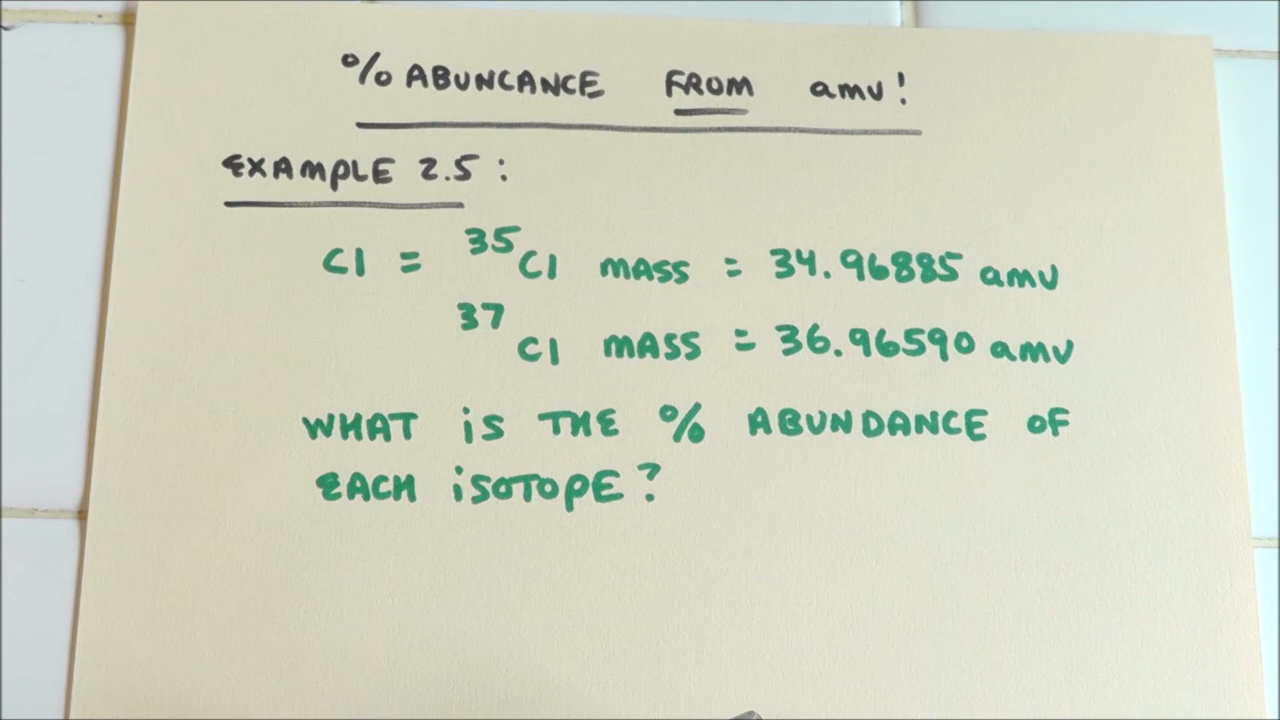 % ABUNCANCE FROM amu!
EXAMPLE 2.5:
Cl = 35Cl MASS = 34.96885 amu
37Cl MASS = 36.96590 amu
WHAT iS THE % ABUNDANCE OF
EACH iSOTOPE?